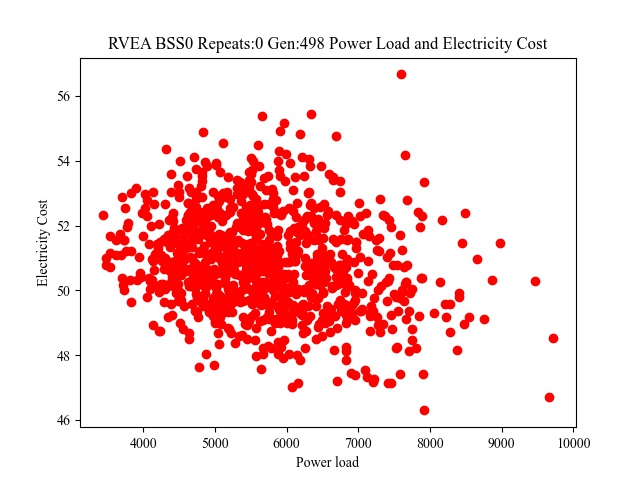 RVEA BSS0 Repeats:0 Gen:498 Power Load and Electricity Cost
56
54
52
50
48
46
Electricity Cost
4000 5000 6000 7000 8000 9000 10000
Power load